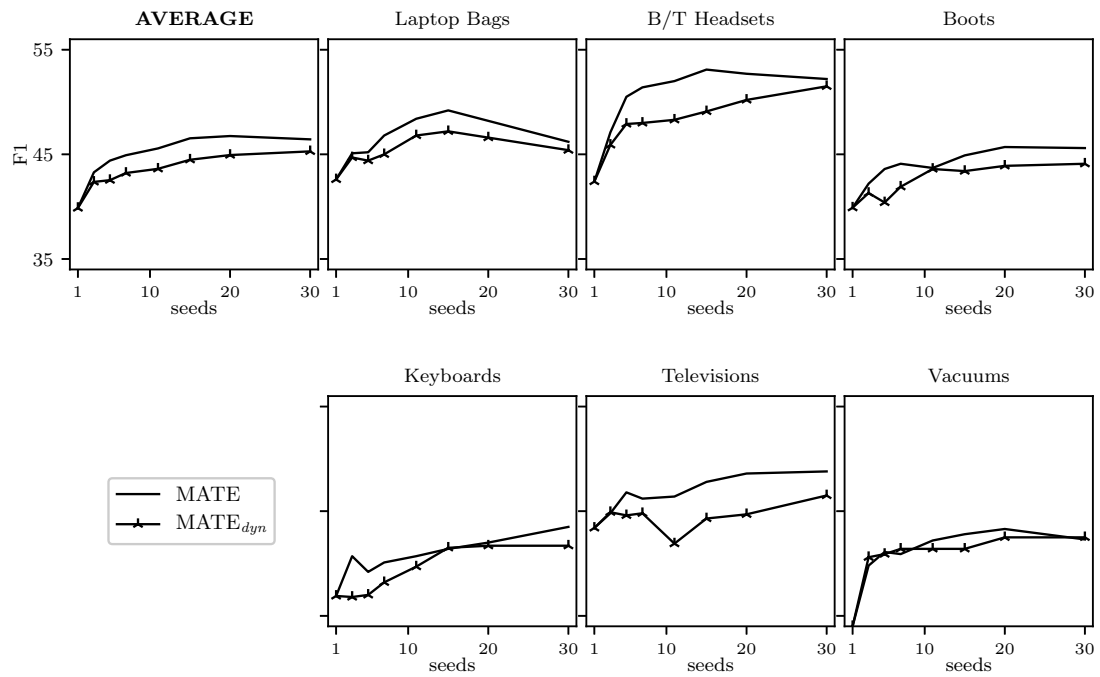 AVERAGE
Laptop Bags
B/T Headsets
Boots
55
45
35
F1
1 10 20 30
seeds
1 10 20 30
seeds
1 10 20 30
seeds
1 10 20 30
seeds
Keyboards
Televisions
Vacuums
MATE
MATEdyn
1 10 20 30
seeds
1 10 20 30
seeds
1 10 20 30
seeds